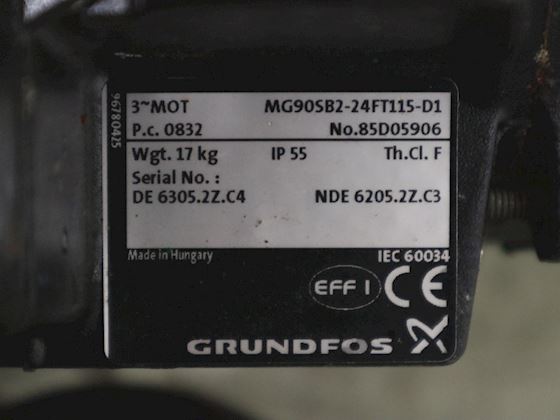 3~MOT MG90SB2-24FT115-D1
P.c. 0832 No.85D05906
Wgt. 17 kg IP 55 Th.Cl. F
Serial No. :
DE 6305.2Z.C4 NDE 6205.2Z.C3
Made in Hungary IEC 60034
EFF 1 CE
GRUNDFOS
96780425